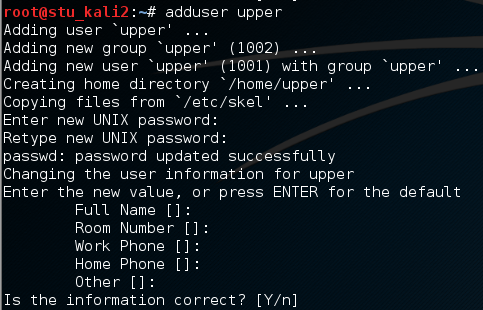 root@stu_kali2:~# adduser upper
Adding user `upper' ...
Adding new group `upper' (1002) ...
Adding new user `upper' (1001) with group `upper' ...
Creating home directory `/home/upper' ...
Copying files from `/etc/skel' ...
Enter new UNIX password:
Retype new UNIX password:
passwd: password updated successfully
Changing the user information for upper
Enter the new value, or press ENTER for the default
Full Name []:
Room Number []:
Work Phone []:
Home Phone []:
Other []:
Is the information correct? [Y/n]